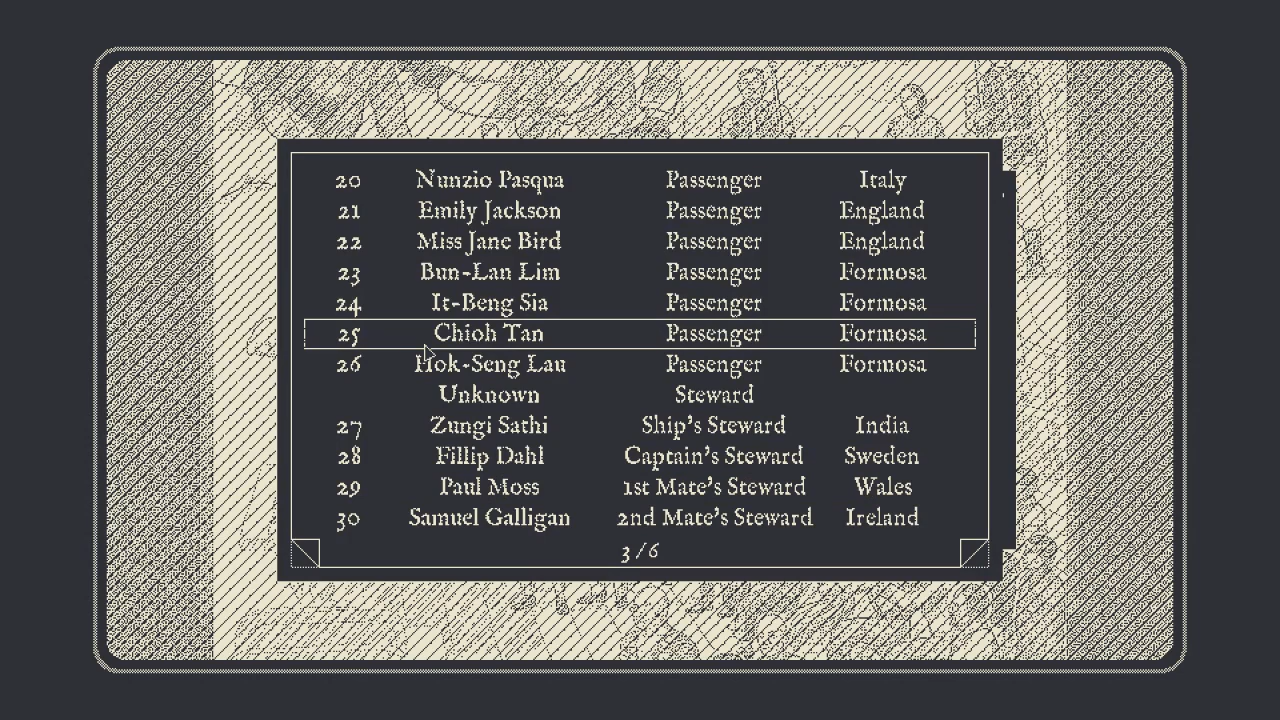 20 Nunzio Pasqua Passenger Italy
21 Emily Jackson Passenger England
22 Miss Jane Bird Passenger England
23 Bun-Lan Lim Passenger Formosa
24 It-Beng Sia Passenger Formosa
25 Chioh Tan Passenger Formosa
26 Hok-Seng Lau Passenger Formosa
Unknown Steward
27 Zungi Sathi Ship's Steward India
28 Fillip Dahl Captain's Steward Sweden
29 Paul Moss 1st Mate's Steward Wales
30 Samuel Galligan 2nd Mate's Steward Ireland
3/6